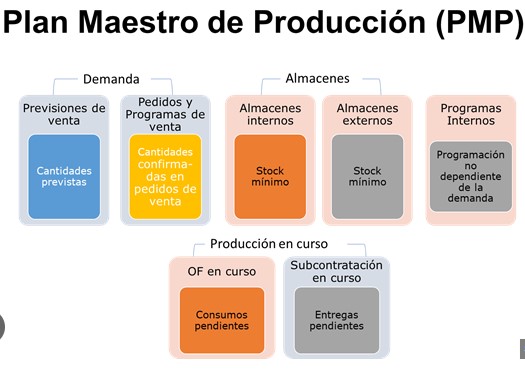 Plan Maestro de Producción (PMP)
Demanda
Almacenes
Previsiones de
venta
Cantidades
previstas
Pedidos y
Programas de
venta
Cantidades
confirma-
das en
pedidos de
venta
Almacenes
internos
Stock
mínimo
Almacenes
externos
Stock
mínimo
Programas
Internos
Programación
no
dependiente
de la
demanda
Producción en curso
OF en curso
Consumos
pendientes
Subcontratación
en curso
Entregas
pendientes